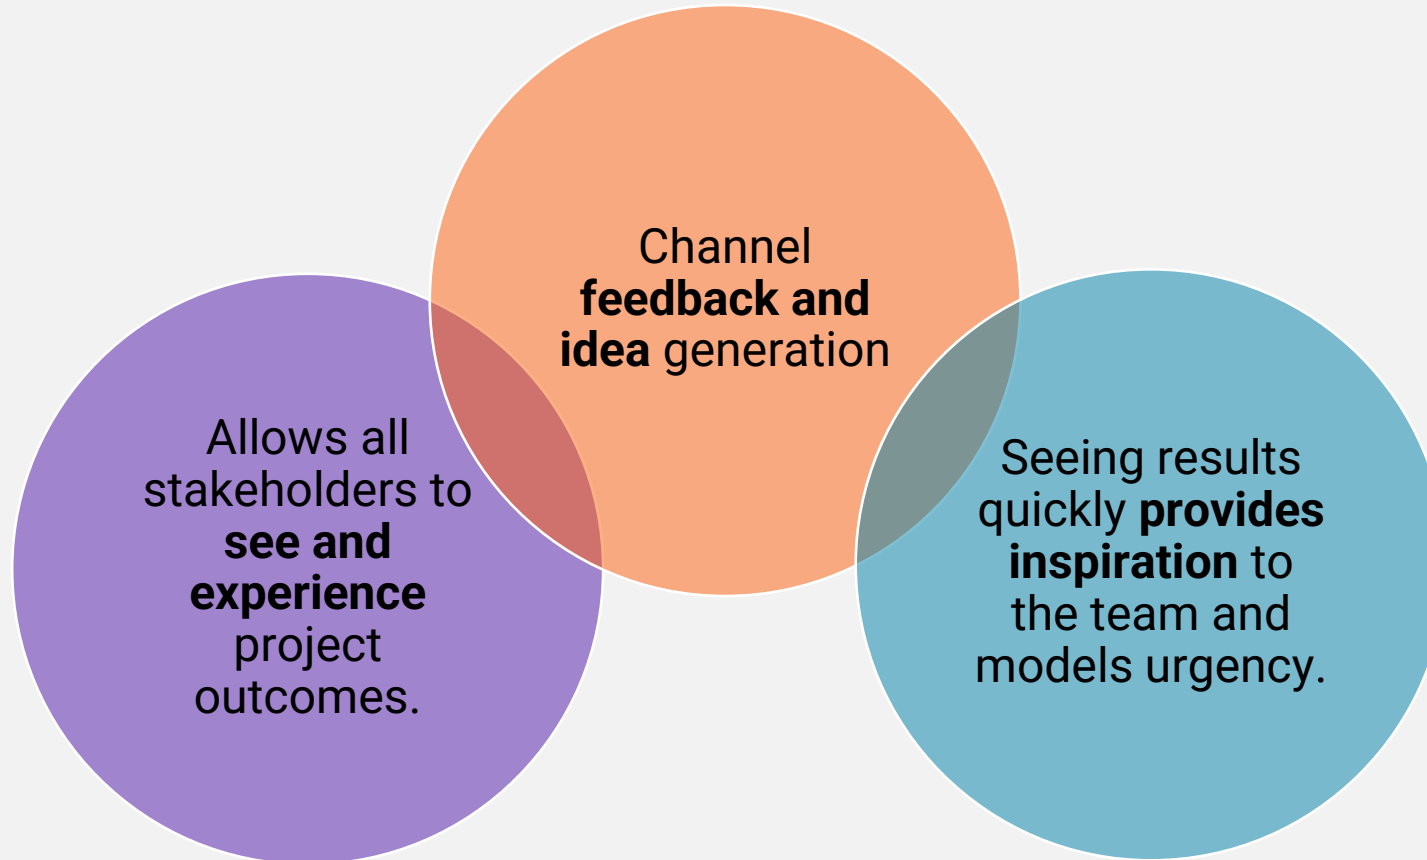 Channel
feedback and
idea generation
Allows all
stakeholders to
see and
experience
project
outcomes.
Seeing results
quickly provides
inspiration to
the team and
models urgency.